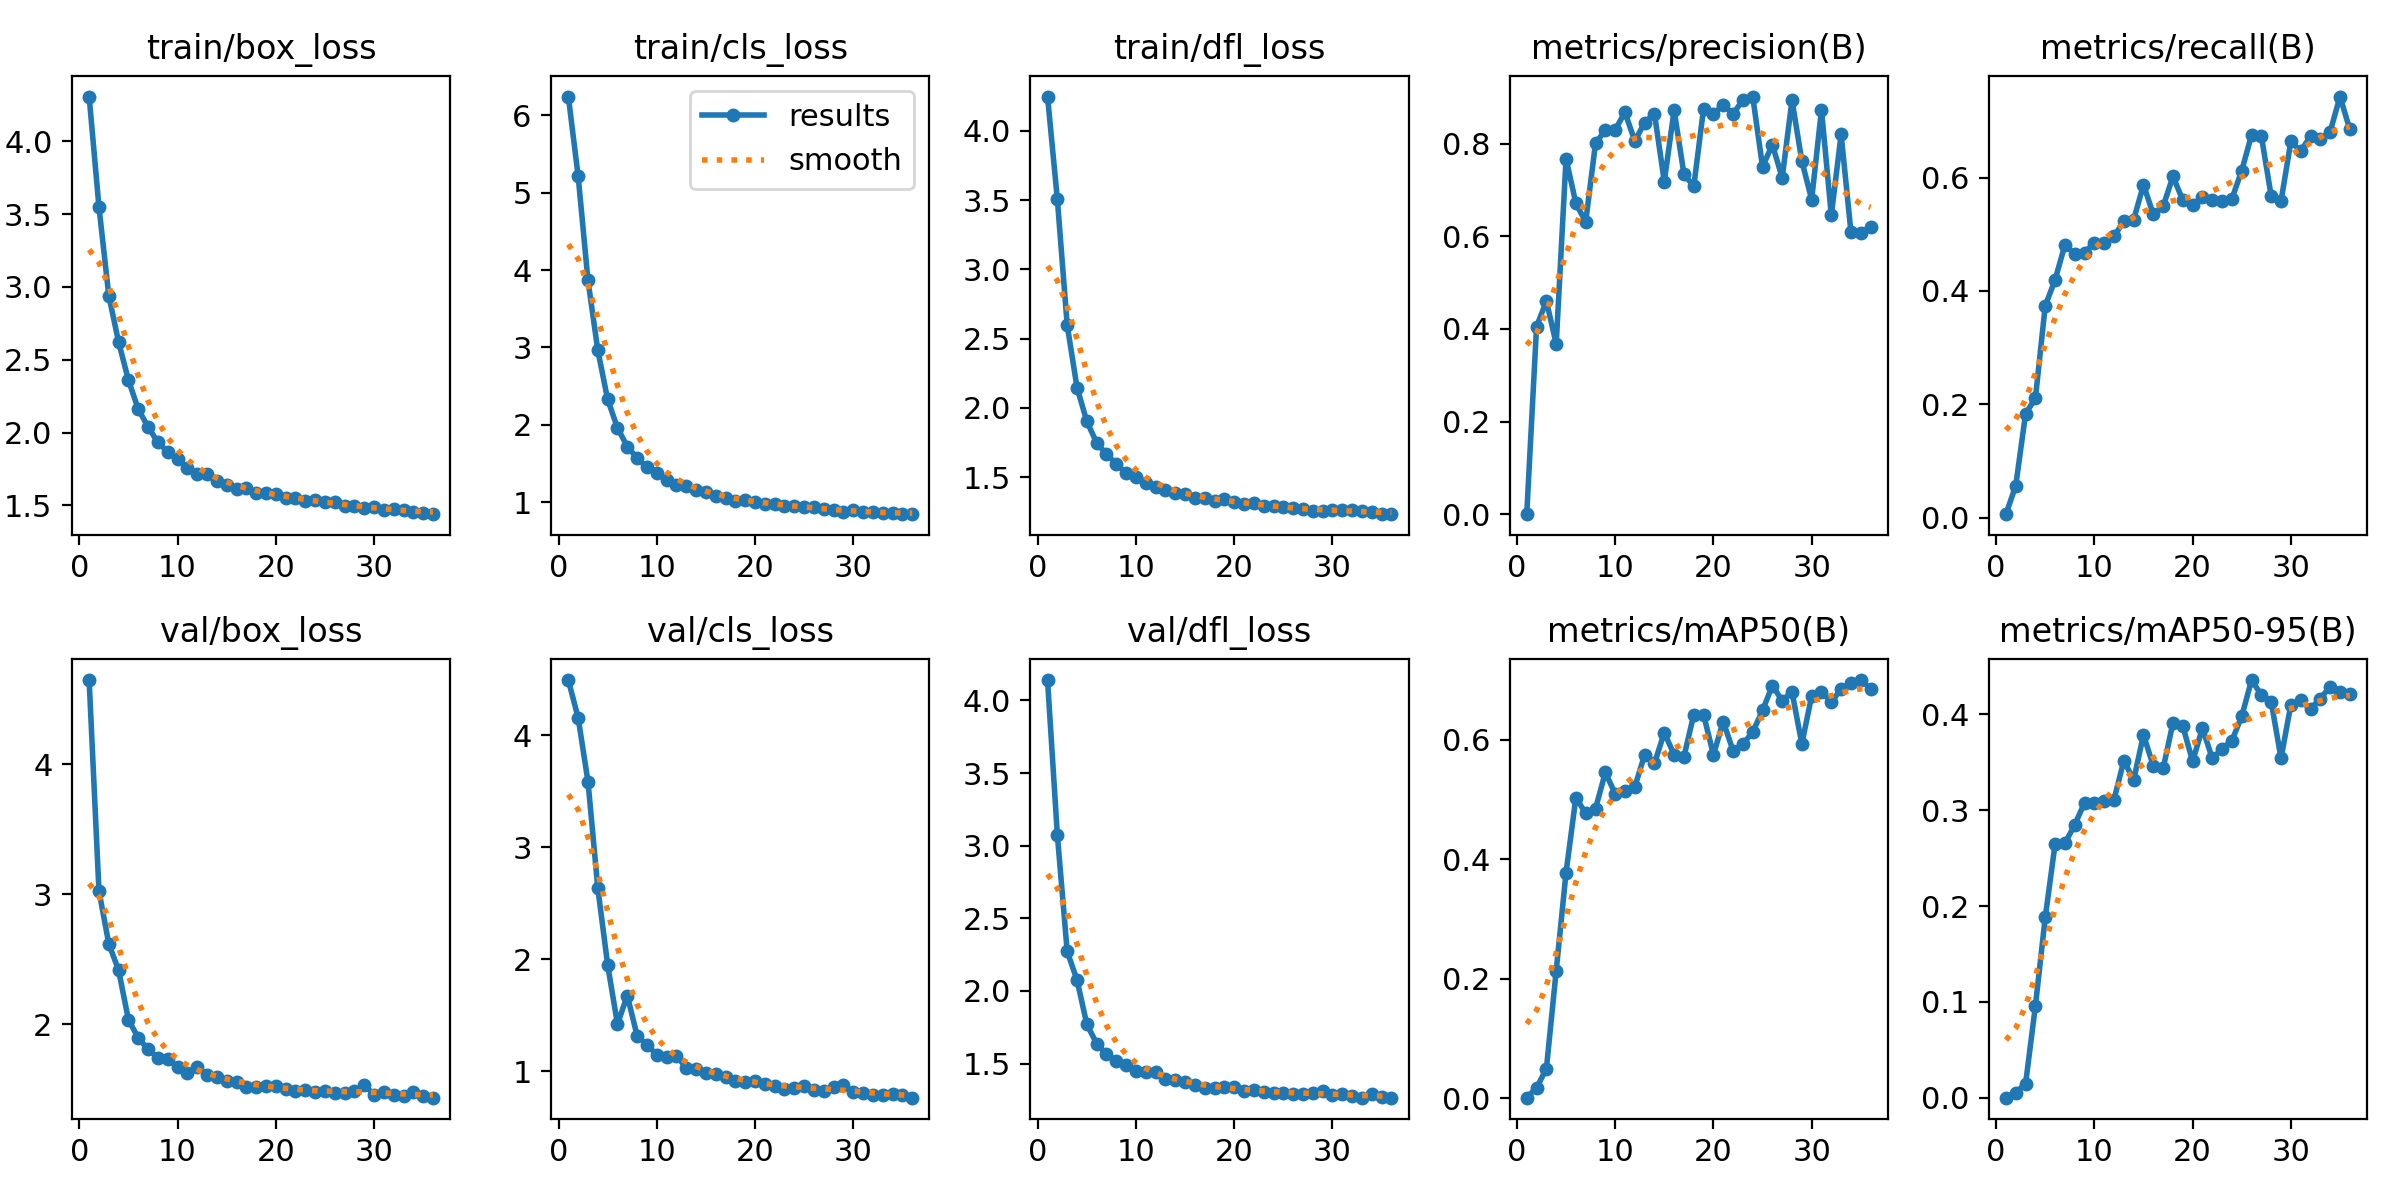 train/box_loss
4.0
3.5
3.0
2.5
2.0
1.5
0 10 20 30
train/cls_loss
results
smooth
6
5
4
3
2
1
0 10 20 30
train/dfl_loss
4.0
3.5
3.0
2.5
2.0
1.5
0 10 20 30
metrics/precision(B)
0.8
0.6
0.4
0.2
0.0
0 10 20 30
metrics/recall(B)
0.6
0.4
0.2
0.0
0 10 20 30
val/box_loss
4
3
2
0 10 20 30
val/cls_loss
4
3
2
1
0 10 20 30
val/dfl_loss
4.0
3.5
3.0
2.5
2.0
1.5
0 10 20 30
metrics/mAP50(B)
0.6
0.4
0.2
0.0
0 10 20 30
metrics/mAP50-95(B)
0.4
0.3
0.2
0.1
0.0
0 10 20 30